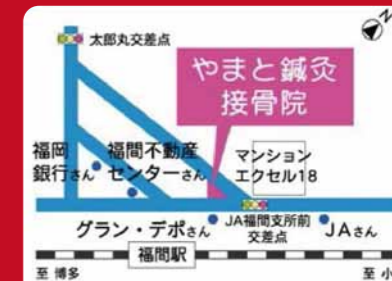 N
太郎丸交差点
やまと鍼灸
接骨院
福岡
銀行さん
福間不動産
センターさん
マンション
エクセル18
グラン・デポさん
JA福間支所前
交差点
JAさん
福間駅
至 博多
至 小